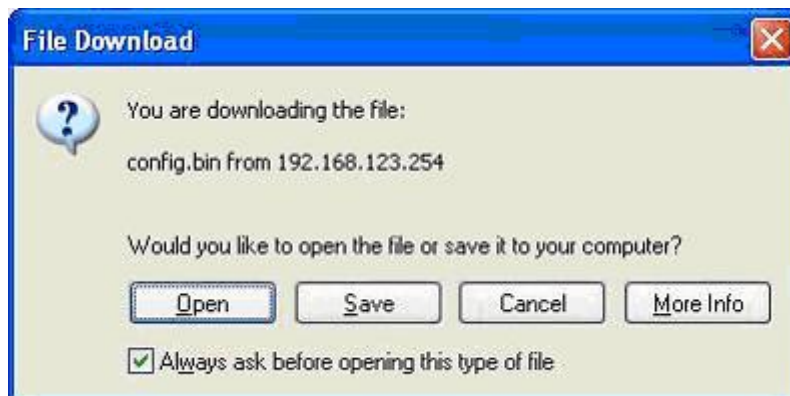 File Download
You are downloading the file:
config.bin from 192.168.123.254
Would you like to open the file or save it to your computer?
Open Save Cancel More Info
Always ask before opening this type of file